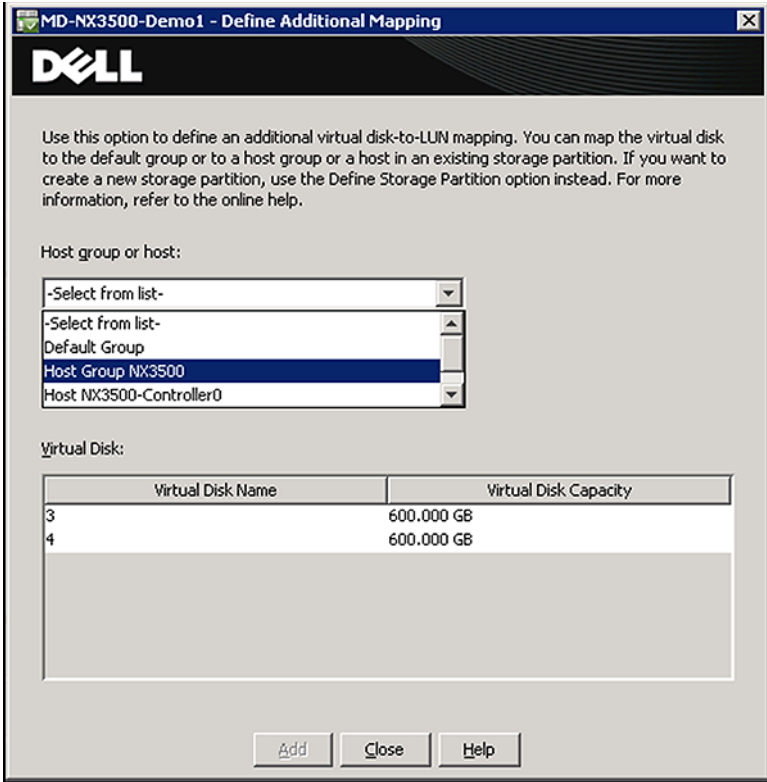 MD-NX3500-Demo1 - Define Additional Mapping
DELL
Use this option to define an additional virtual disk-to-LUN mapping. You can map the virtual disk
to the default group or to a host group or a host in an existing storage partition. If you want to
create a new storage partition, use the Define Storage Partition option instead. For more
information, refer to the online help.
Host group or host:
-Select from list-
-Select from list-
Default Group
Host Group NX3500
Host NX3500-Controller0
Virtual Disk:
Virtual Disk Name Virtual Disk Capacity
3 600.000 GB
4 600.000 GB
Add Close Help